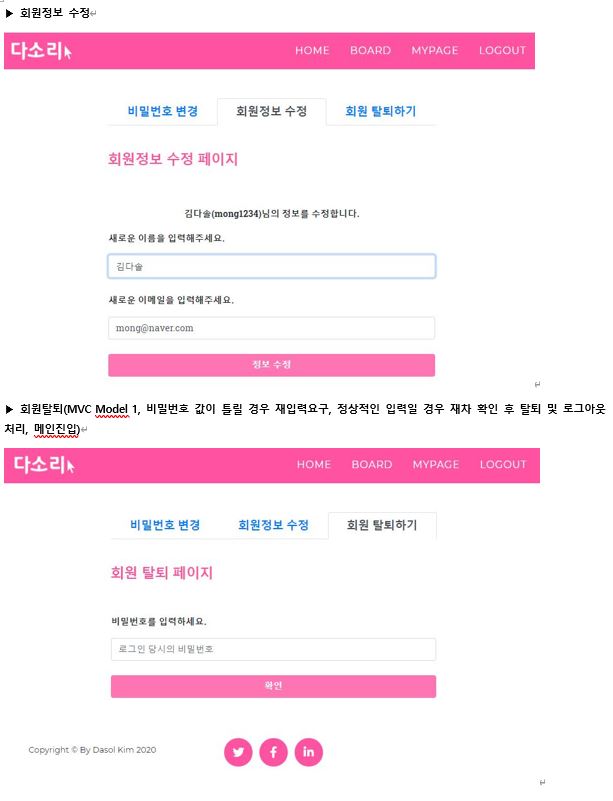 ▶ 회원정보 수정
다소리
HOME BOARD MYPAGE LOGOUT
비밀번호 변경 회원정보 수정 회원 탈퇴하기
회원정보 수정 페이지
김다솔(mong1234)님의 정보를 수정합니다.
새로운 이름을 입력해주세요.
김다솔
새로운 이메일을 입력해주세요.
mong@naver.com
정보 수정
▶ 회원탈퇴(MVC Model 1, 비밀번호 값이 틀릴 경우 재입력요구, 정상적인 입력일 경우 재차 확인 후 탈퇴 및 로그아웃
처리, 메인진입)
다소리
HOME BOARD MYPAGE LOGOUT
비밀번호 변경 회원정보 수정 회원 탈퇴하기
회원 탈퇴 페이지
비밀번호를 입력하세요.
로그인 당시의 비밀번호
확인
Copyright © By Dasol Kim 2020